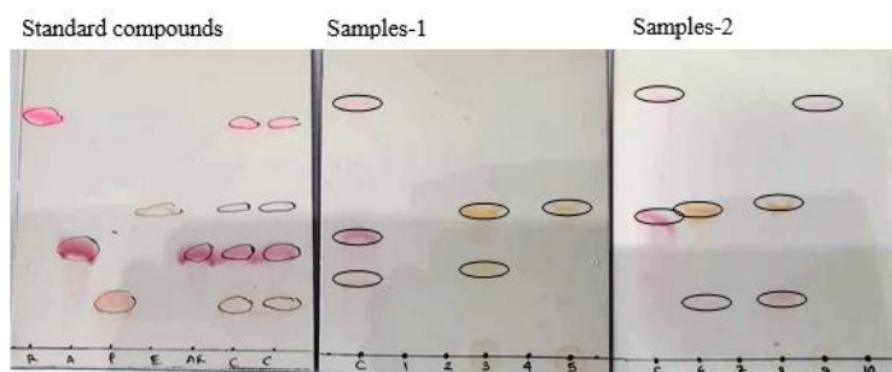 Standard compounds
Samples-1
Samples-2
R A P E AR C C
C 1 2 3 4 5
C 6 7 8 9 10